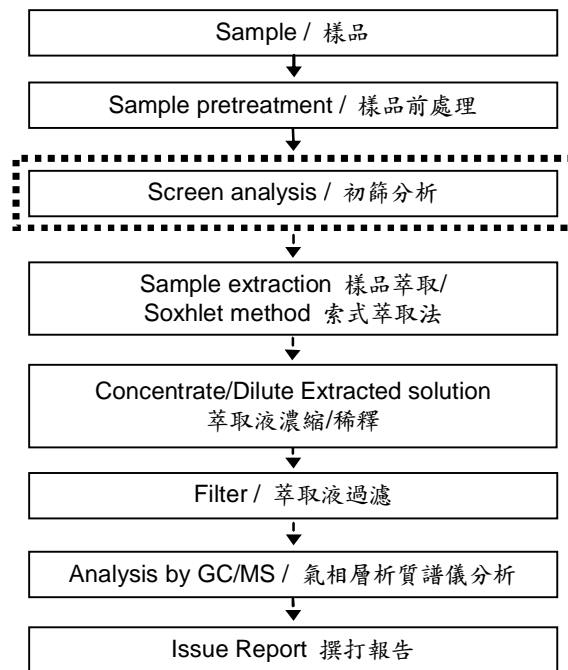 Sample / 樣品
Sample pretreatment / 樣品前處理
Screen analysis / 初篩分析
Sample extraction 樣品萃取/
Soxhlet method 索式萃取法
Concentrate/Dilute Extracted solution
萃取液濃縮/稀釋
Filter / 萃取液過濾
Analysis by GC/MS / 氣相層析質譜儀分析
Issue Report 撰打報告